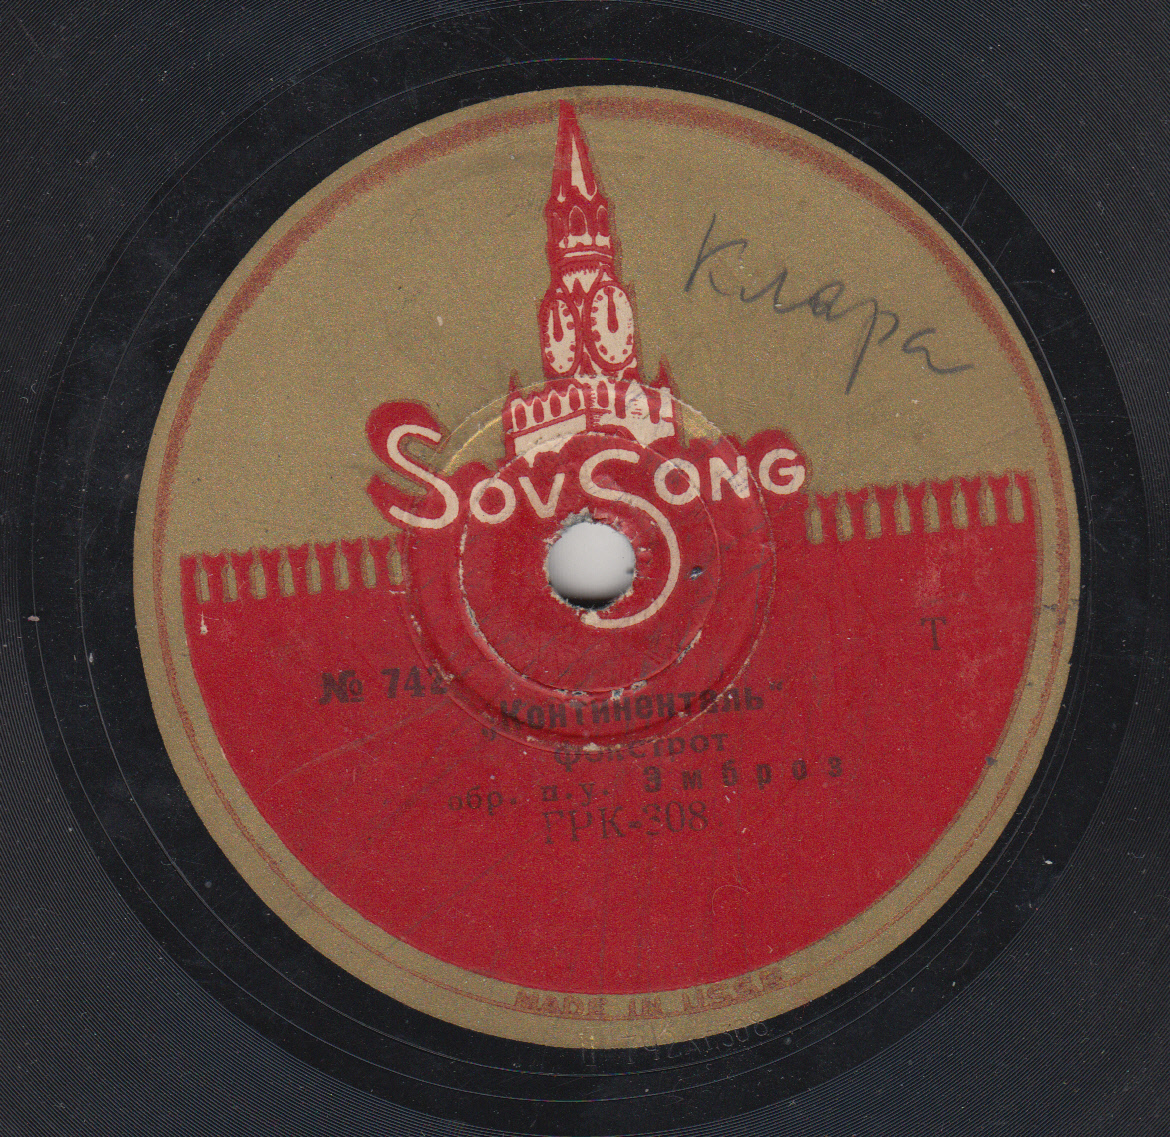 Клара
SOVSONG
T
№ 742
„Континенталь“
фокстрот
обр. п.у. Эмброз
ГРК-308
MADE IN USSR